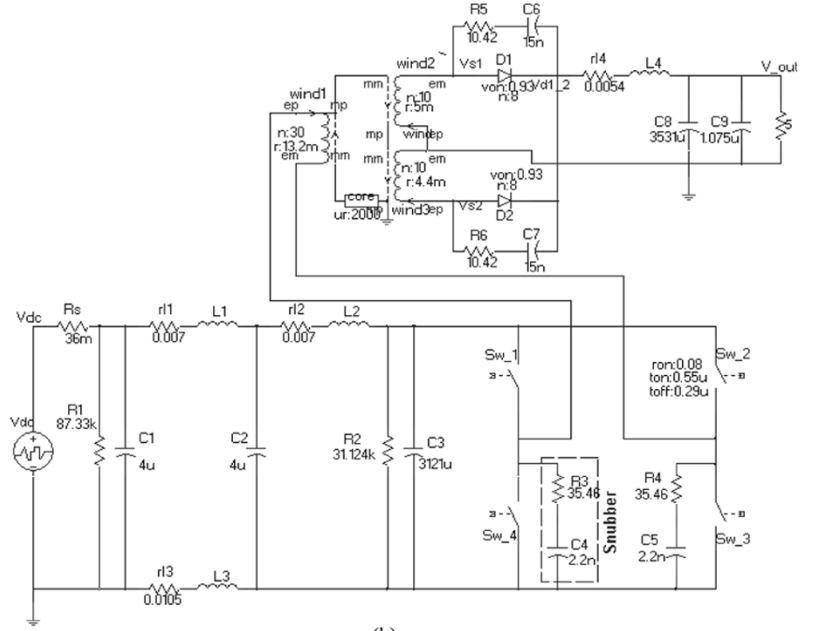 R5
C6
10.42
15n
wind2
Vs1
D1
von:0.93
n:8
Vd1_2
rl4
0.0054
L4
V_out
mm
em
wind1
ep
mp
n:10
r:5m
n:30
r:13.2m
em
mm
mp
ep
C8
C9
3531u
1.075u
5
mm
em
n:10
r:4.4m
von:0.93
n:8
core
ur:2000
wind3
ep
Vs2
D2
R6
C7
10.42
15n
Vdc
Rs
rl1
L1
rl2
L2
36m
0.007
0.007
Sw_1
ron:0.08
ton:0.55u
toff:0.29u
Sw_2
Vdc
R1
87.33k
C1
4u
C2
4u
R2
31.124k
C3
3121u
R3
35.46
R4
35.46
Snubber
Sw_4
C4
2.2n
C5
2.2n
Sw_3
rl3
L3
0.0105